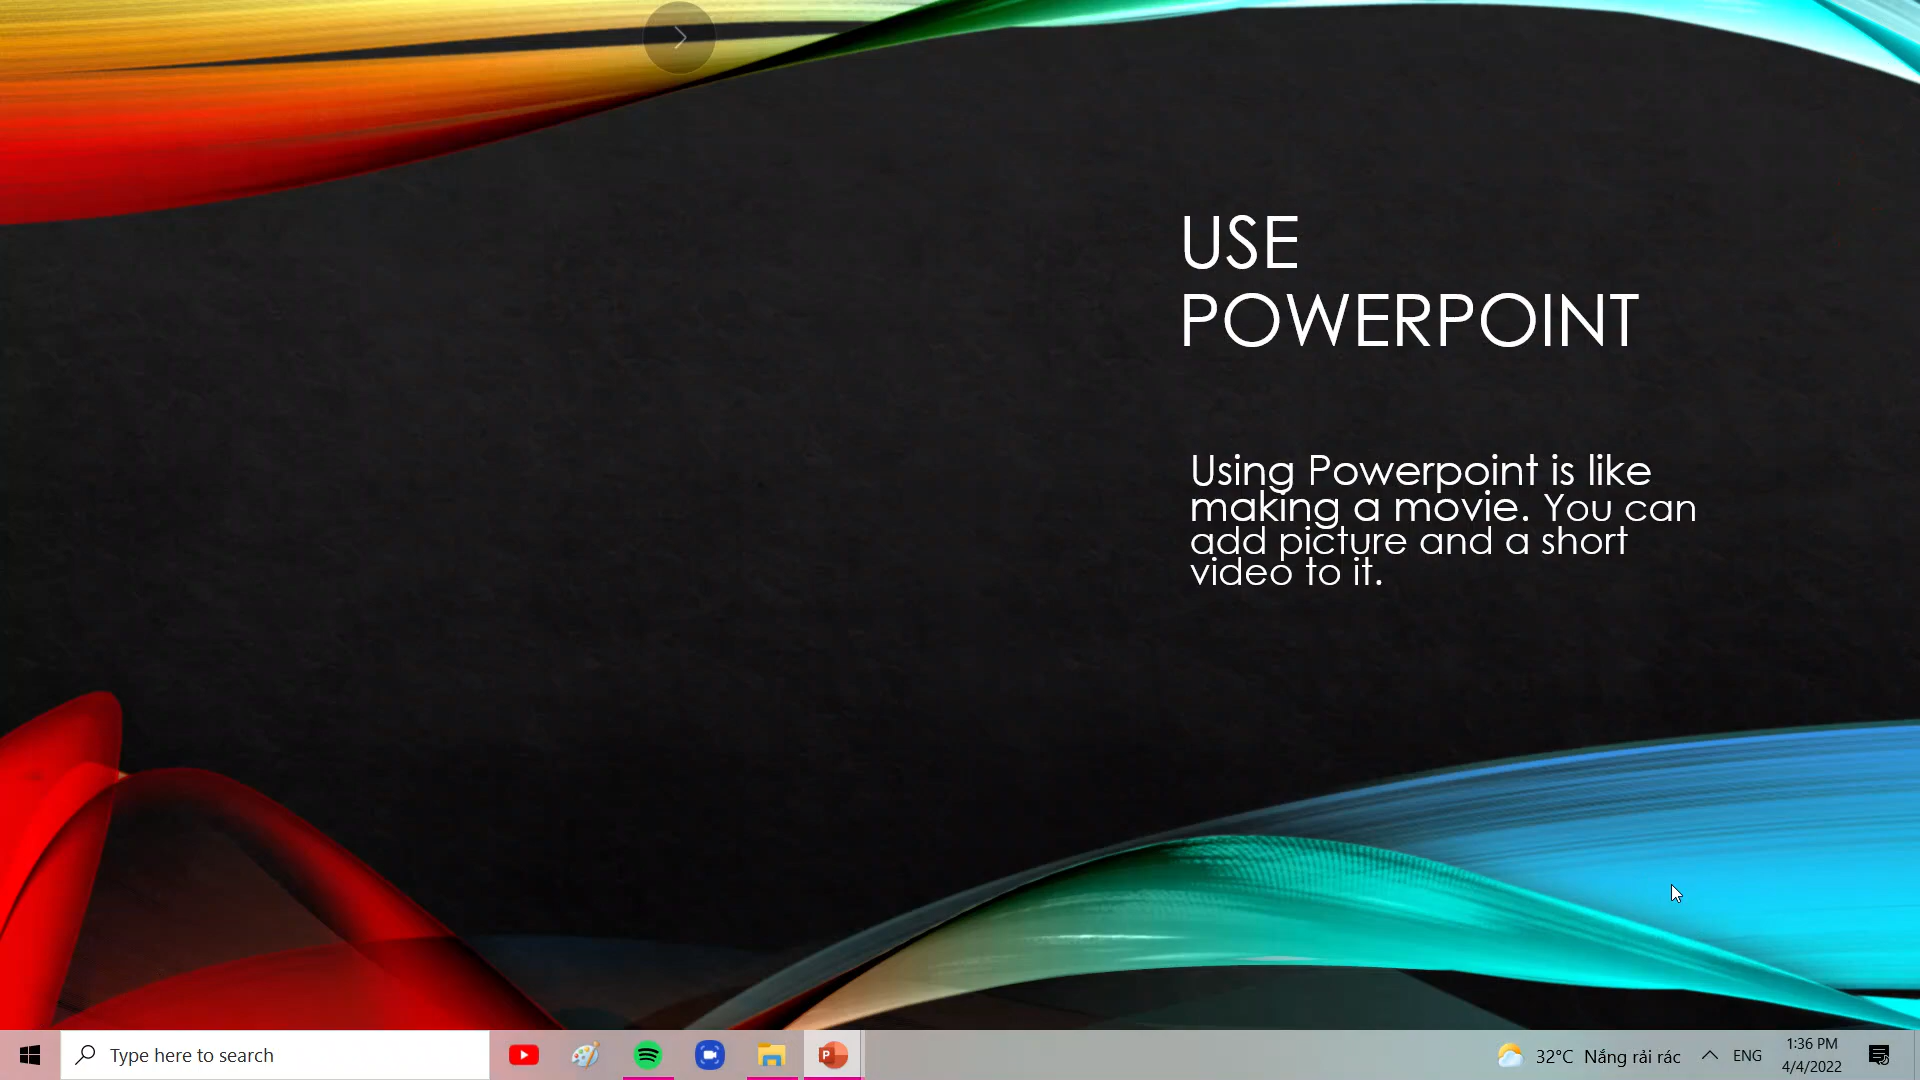 USE
POWERPOINT
Using Powerpoint is like
making a movie. You can
add picture and a short
video to it.
Type here to search
32°C Nắng rải rác
ENG
1:36 PM
4/4/2022